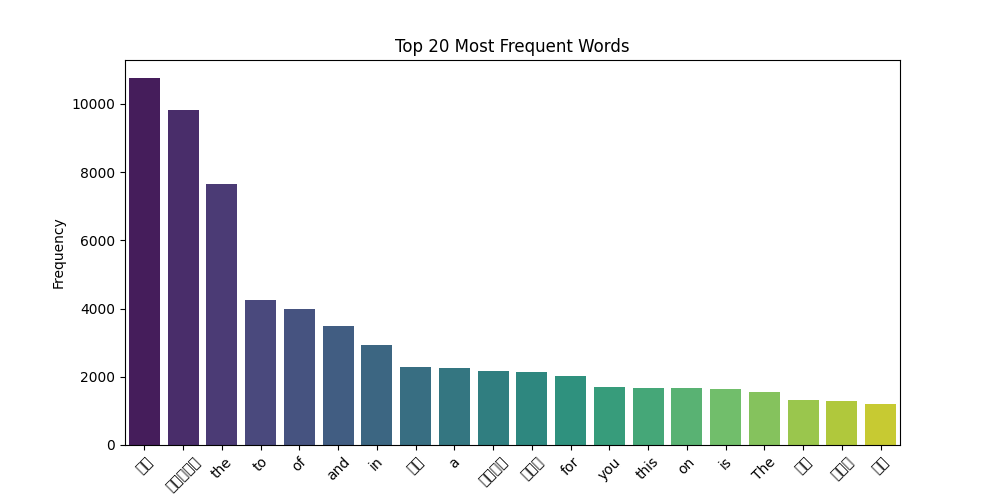 Top 20 Most Frequent Words
Frequency
10000
8000
6000
4000
2000
0
the
to
of
and
in
a
for
you
this
on
is
The